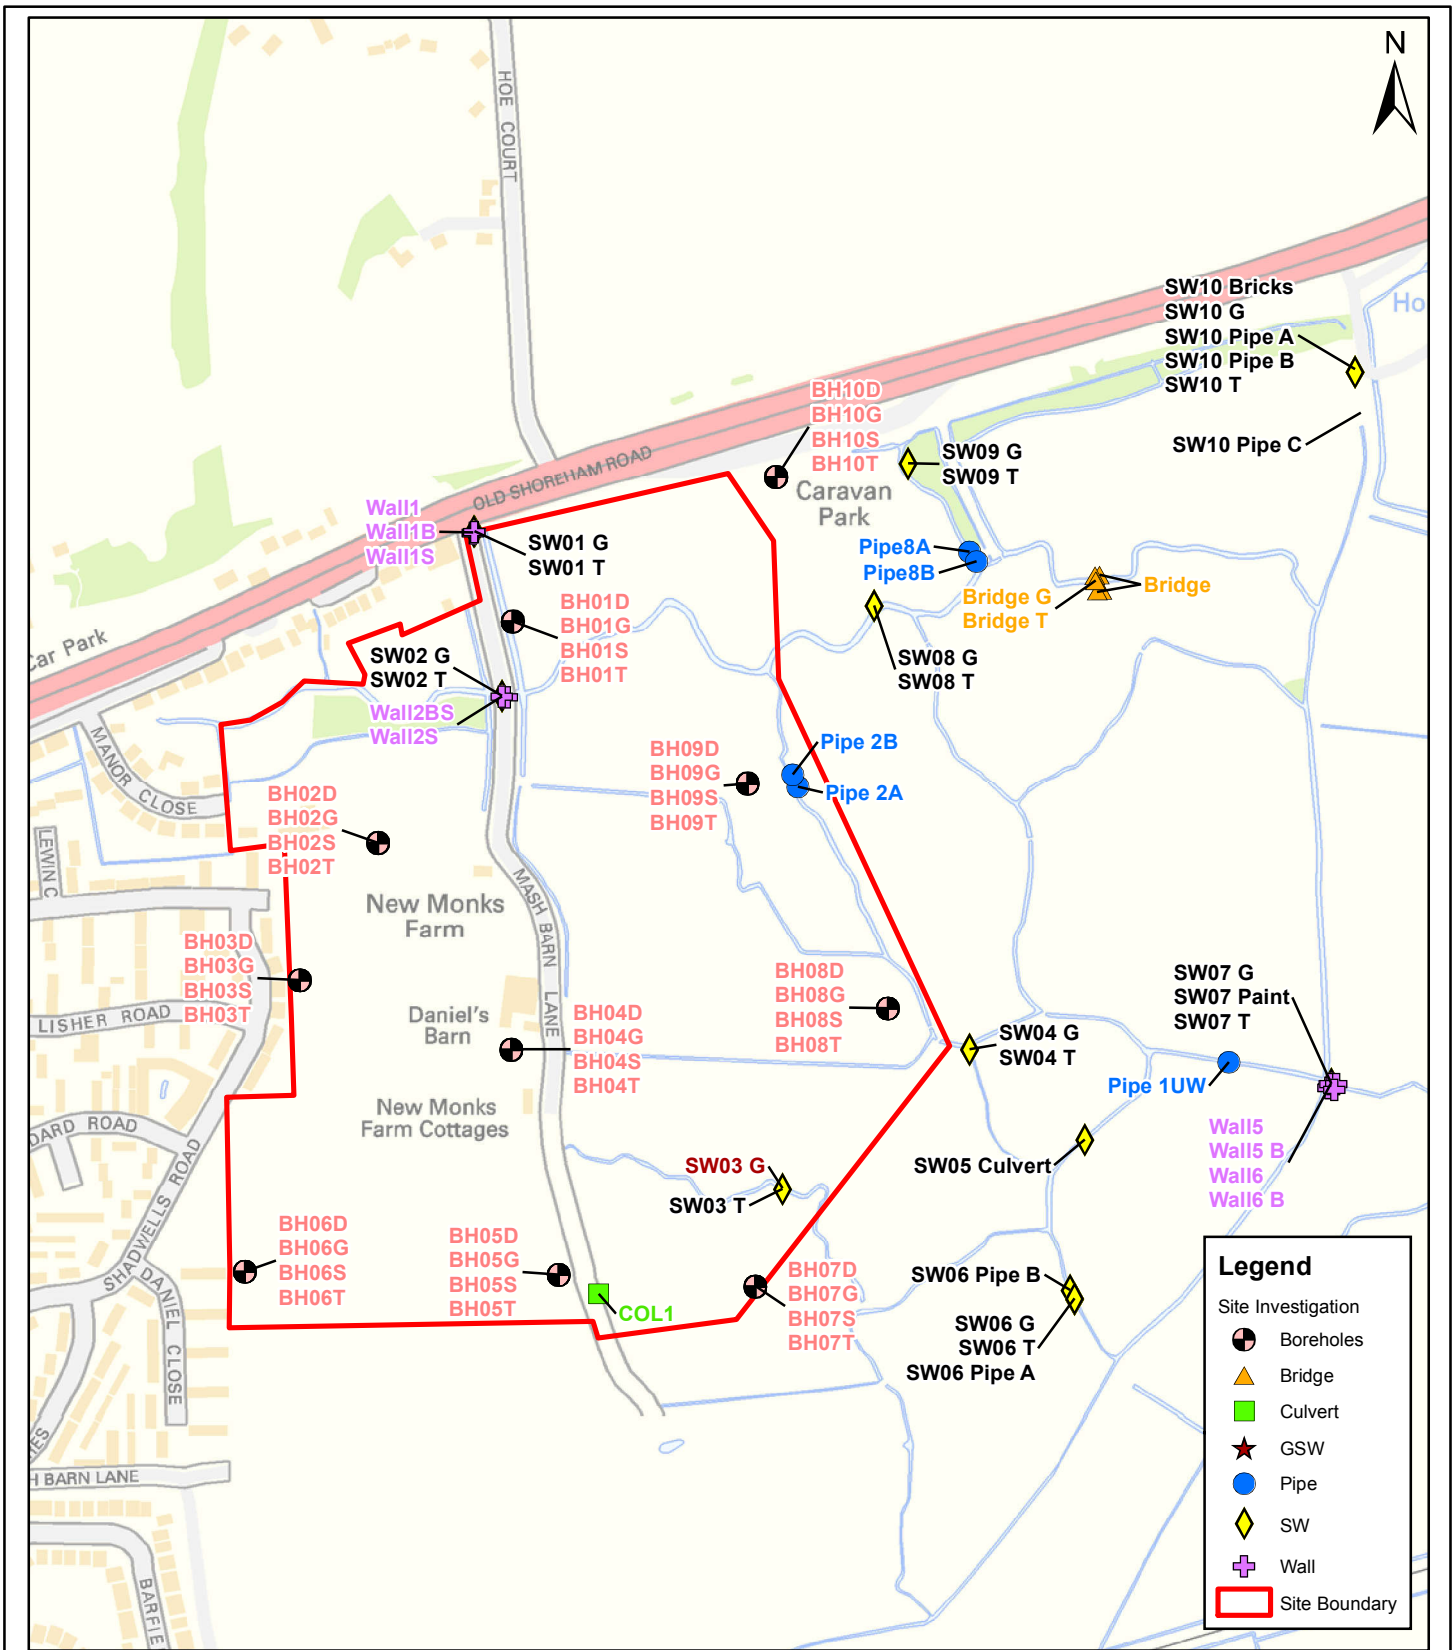 N
HOE COURT
SW10 Bricks
SW10 G
SW10 Pipe A
SW10 Pipe B
SW10 T
Ho
SW10 Pipe C
BH10D
BH10G
BH10S
BH10T
OLD SHOREHAM ROAD
SW09 G
SW09 T
Caravan
Park
Wall1
Wall1B
Wall1S
SW01 G
SW01 T
Pipe8A
Pipe8B
Bridge
Bridge G
Bridge T
BH01D
BH01G
BH01S
BH01T
Car Park
SW02 G
SW02 T
SW08 G
SW08 T
Wall2BS
Wall2S
MANOR CLOSE
Pipe 2B
Pipe 2A
BH09D
BH09G
BH09S
BH09T
BH02D
BH02G
BH02S
BH02T
LEWIN C
MASH BARN LANE
New Monks
Farm
BH03D
BH03G
BH03S
BH03T
LISHER ROAD
BH08D
BH08G
BH08S
BH08T
SW07 G
SW07 Paint
SW07 T
Daniel's
Barn
BH04D
BH04G
BH04S
BH04T
SW04 G
SW04 T
Pipe 1UW
New Monks
Farm Cottages
DARD ROAD
Wall5
Wall5 B
Wall6
Wall6 B
SW05 Culvert
SW03 G
SW03 T
SHADWELLS ROAD
BH06D
BH06G
BH06S
BH06T
BH05D
BH05G
BH05S
BH05T
COL1
BH07D
BH07G
BH07S
BH07T
SW06 Pipe B
SW06 G
SW06 T
SW06 Pipe A
DANIEL CLOSE
IES
H BARN LANE
BARFIE
Legend
Site Investigation
Boreholes
Bridge
Culvert
GSW
Pipe
SW
Wall
Site Boundary